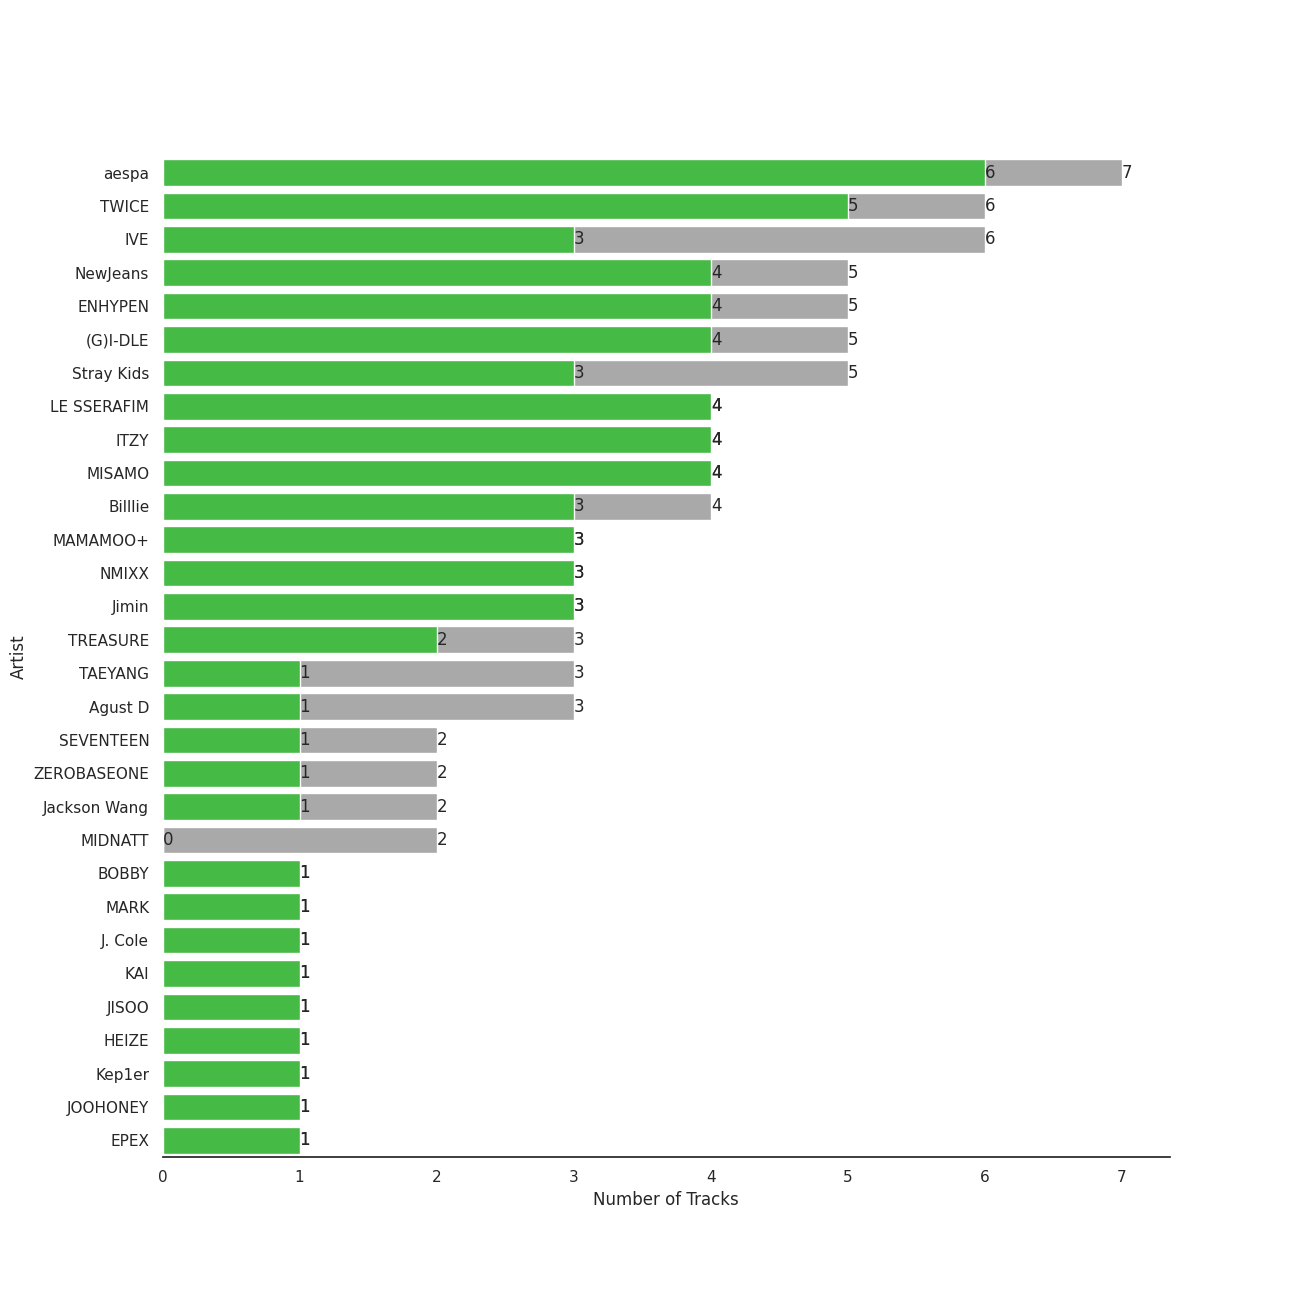 aespa 6 7
TWICE 5 6
IVE 3 6
NewJeans 4 5
ENHYPEN 4 5
(G)I-DLE 4 5
Stray Kids 3 5
LE SSERAFIM 4
ITZY 4
MISAMO 4
Billlie 3 4
MAMAMOO+ 3
NMIXX 3
Jimin 3
TREASURE 2 3
TAEYANG 1 3
Agust D 1 3
SEVENTEEN 1 2
ZEROBASEONE 1 2
Jackson Wang 1 2
MIDNATT 0 2
BOBBY 1
MARK 1
J. Cole 1
KAI 1
JISOO 1
HEIZE 1
Kep1er 1
JOOHONEY 1
EPEX 1
Artist
0 1 2 3 4 5 6 7
Number of Tracks